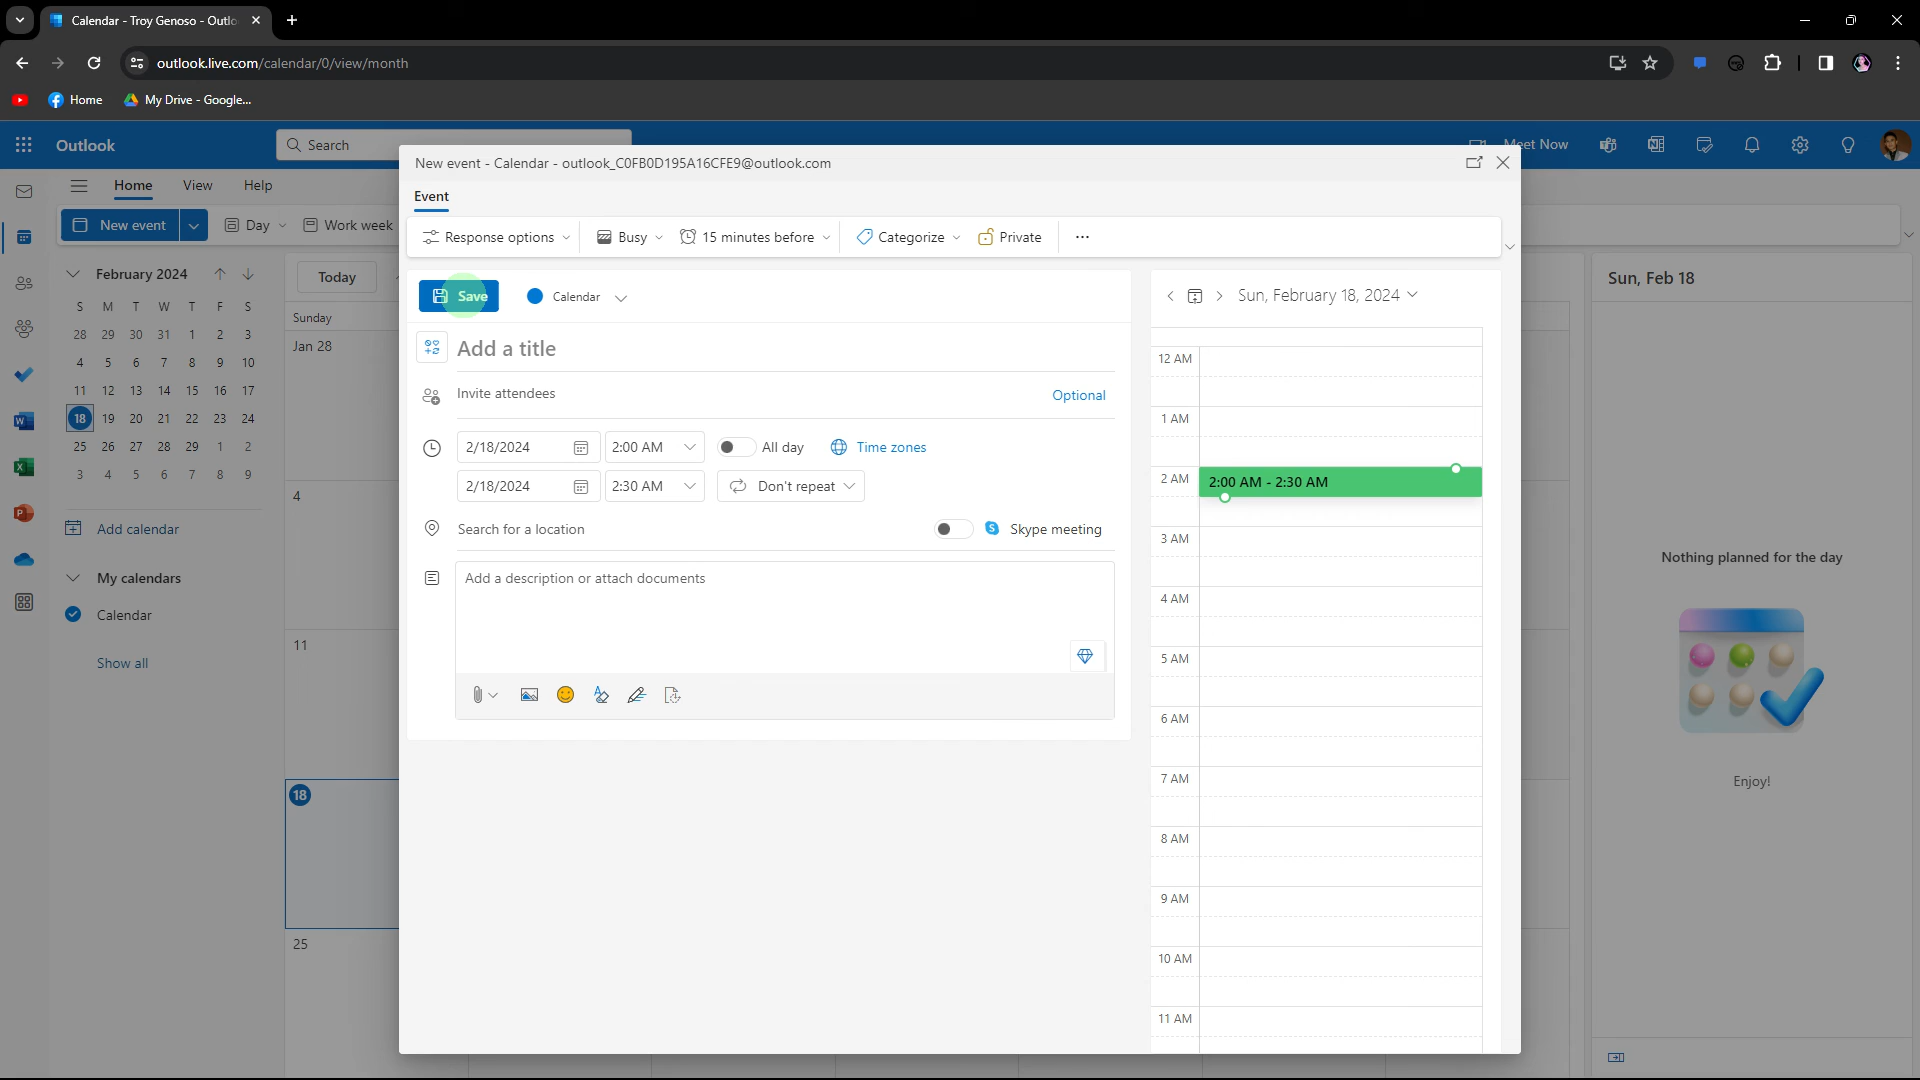 Calendar - Troy Genoso - Outlo
outlook.live.com/calendar/0/view/month
Home
My Drive - Google...
Outlook
Search
Meet Now
Home View Help
New event Day Work week
February 2024
S M T W T F S
28 29 30 31 1 2 3
4 5 6 7 8 9 10
11 12 13 14 15 16 17
18 19 20 21 22 23 24
25 26 27 28 29 1 2
3 4 5 6 7 8 9
Add calendar
My calendars
Calendar
Show all
Today
Sunday
Jan 28
4
11
18
25
New event - Calendar - outlook_C0FB0D195A16CFE9@outlook.com
Event
Response options Busy 15 minutes before Categorize Private ...
Save Calendar
Add a title
Invite attendees Optional
2/18/2024 2:00 AM All day Time zones
2/18/2024 2:30 AM Don't repeat
Search for a location Skype meeting
Add a description or attach documents
Sun, February 18, 2024
12 AM
1 AM
2 AM 2:00 AM - 2:30 AM
3 AM
4 AM
5 AM
6 AM
7 AM
8 AM
9 AM
10 AM
11 AM
Sun, Feb 18
Nothing planned for the day
Enjoy!